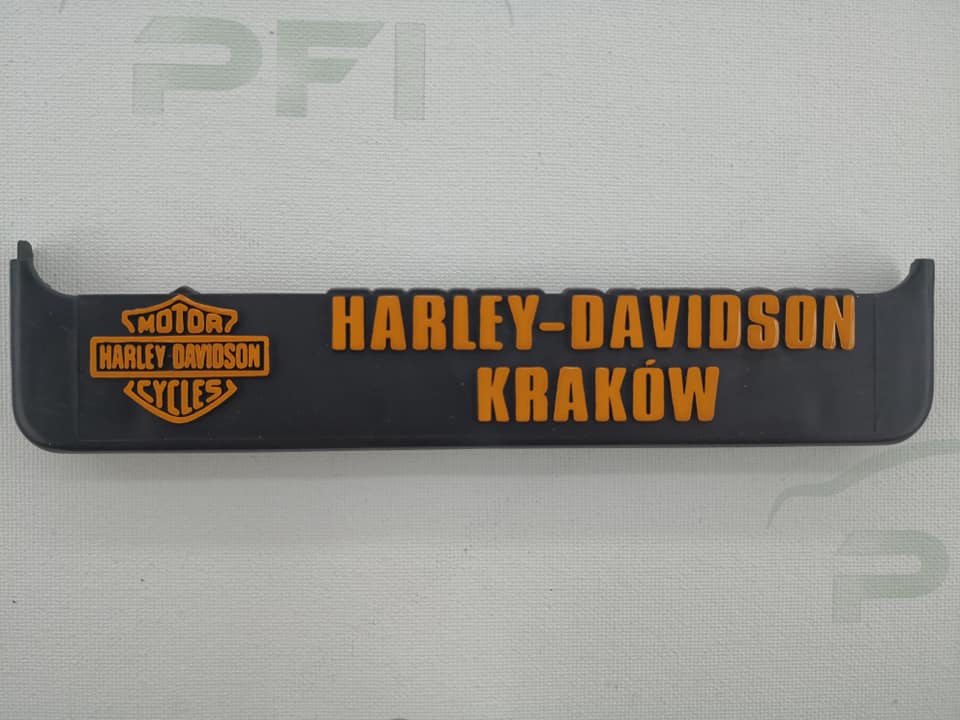 PFI
MOTOR
HARLEY-DAVIDSON
CYCLES
HARLEY-DAVIDSON
KRAKÓW
P